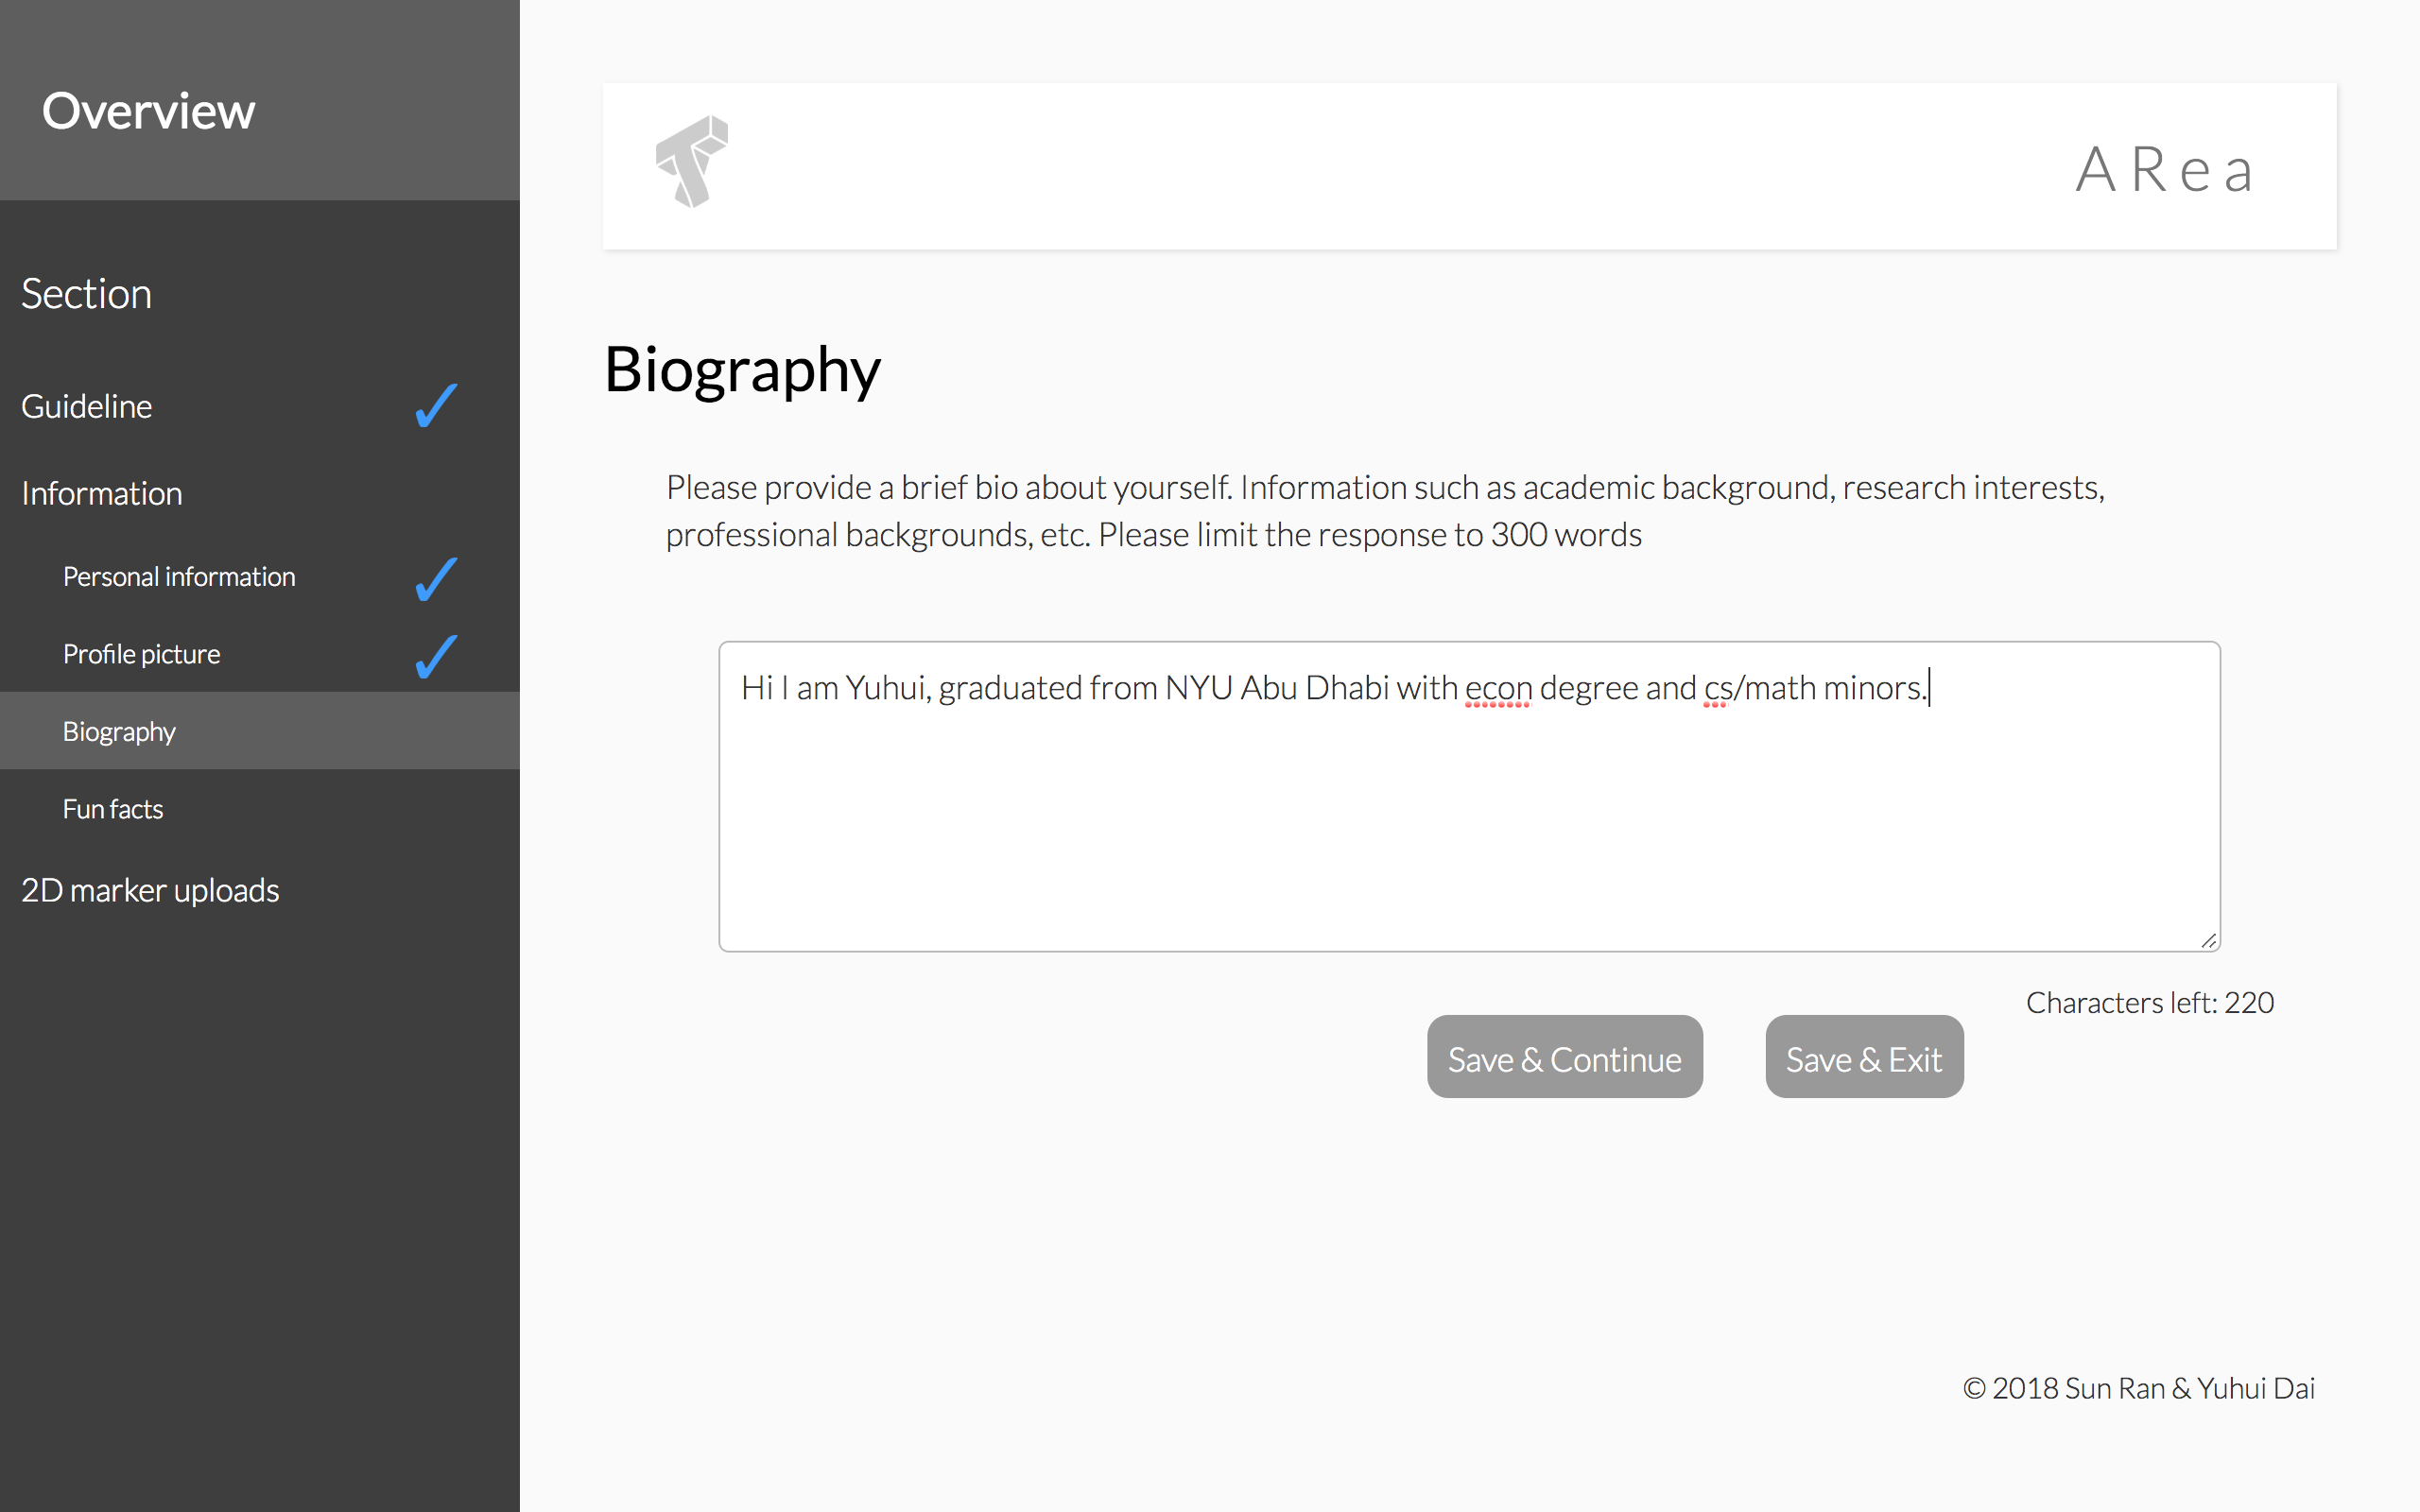 Overview
Section
Guideline
Information
Personal information
Profile picture
Biography
Fun facts
2D marker uploads
ARea
Biography
Please provide a brief bio about yourself. Information such as academic background, research interests,
professional backgrounds, etc. Please limit the response to 300 words
Hi I am Yuhui, graduated from NYU Abu Dhabi with econ degree and cs/math minors.
Characters left: 220
Save & Continue
Save & Exit
© 2018 Sun Ran & Yuhui Dai